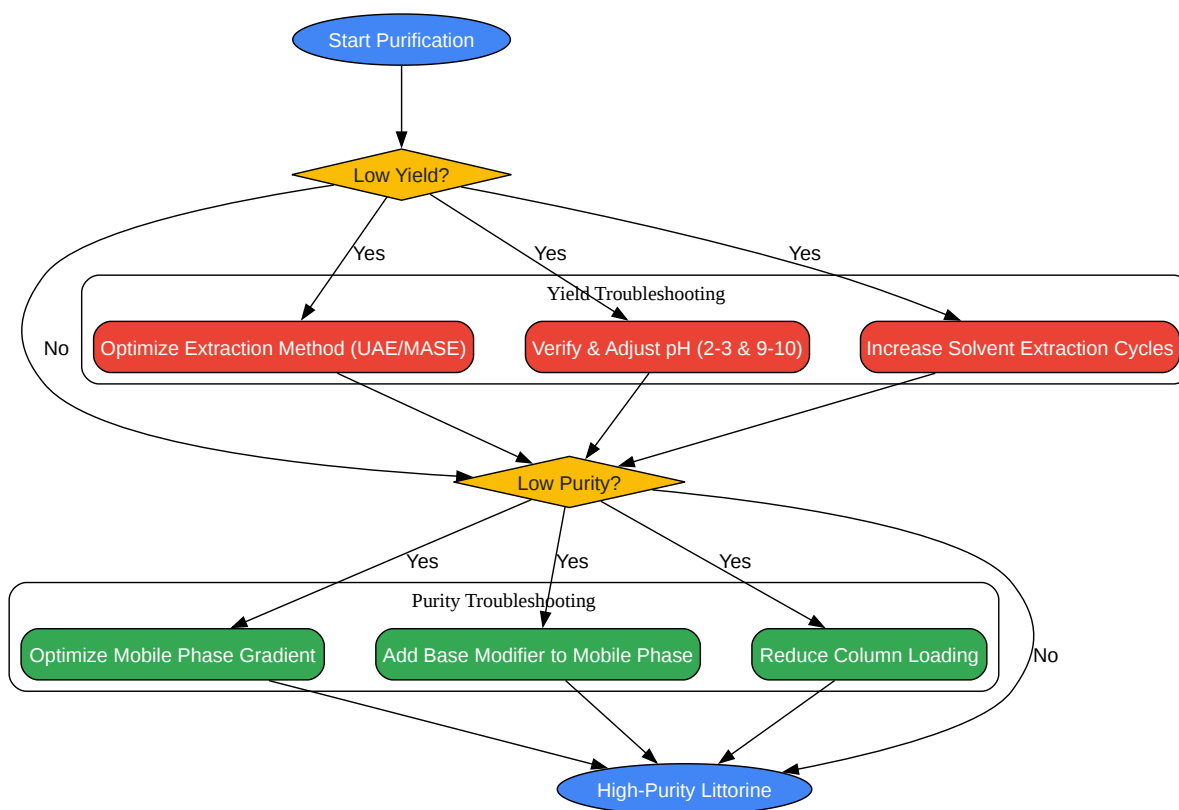 Start Purification
Low Yield?
Yes
Yes
Yes
Yield Troubleshooting
No
Optimize Extraction Method (UAE/MASE)
Verify & Adjust pH (2-3 & 9-10)
Increase Solvent Extraction Cycles
Low Purity?
Yes
Yes
Yes
Purity Troubleshooting
Optimize Mobile Phase Gradient
Add Base Modifier to Mobile Phase
Reduce Column Loading
No
High-Purity Littorine